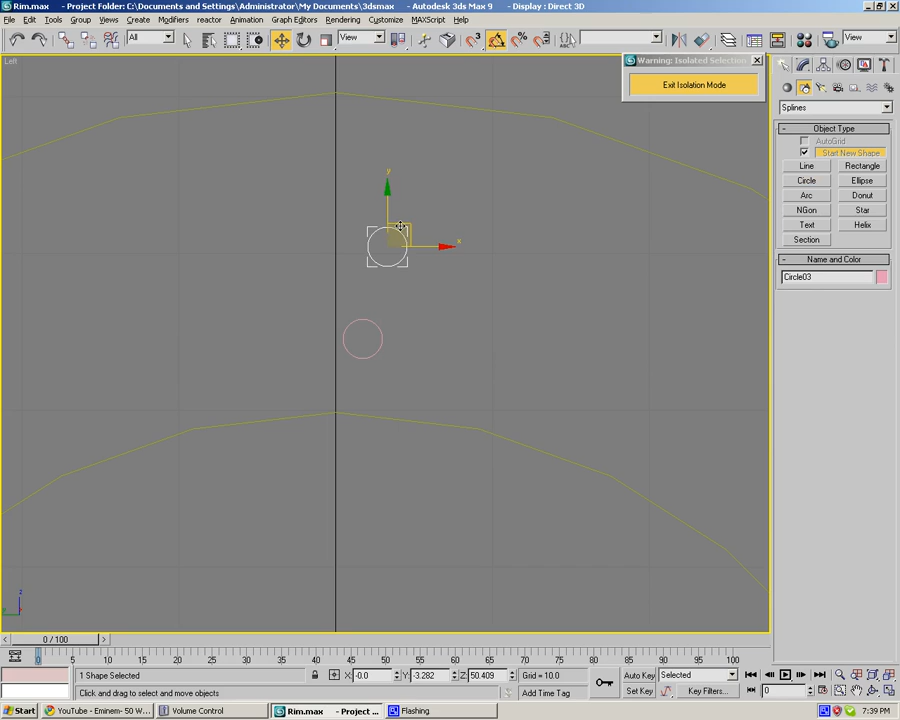 Rim.max - Project Folder: C:\Documents and Settings\Administrator\My Documents\3dsmax - Autodesk 3ds Max 9 - Display : Direct 3D
File Edit Tools Group Views Create Modifiers reactor Animation Graph Editors Rendering Customize MAXScript Help
All View View
Left
Warning: Isolated Selection
Exit Isolation Mode
Splines
- Object Type
AutoGrid
Start New Shape
Line Rectangle
Circle Ellipse
Arc Donut
NGon Star
Text Helix
Section
- Name and Color
Circle03
y
x
z
< 0 / 100 >
0 5 10 15 20 25 30 35 40 45 50 55 60 65 70 75 80 85 90 95 100
1 Shape Selected X: -0.0 Y: -3.282 Z: 50.409 Grid = 10.0 Auto Key Selected
Click and drag to select and move objects Add Time Tag Set Key Key Filters... 0
Start YouTube - Eminem- 50 W... Volume Control Rim.max - Project ... Flashing 7:39 PM